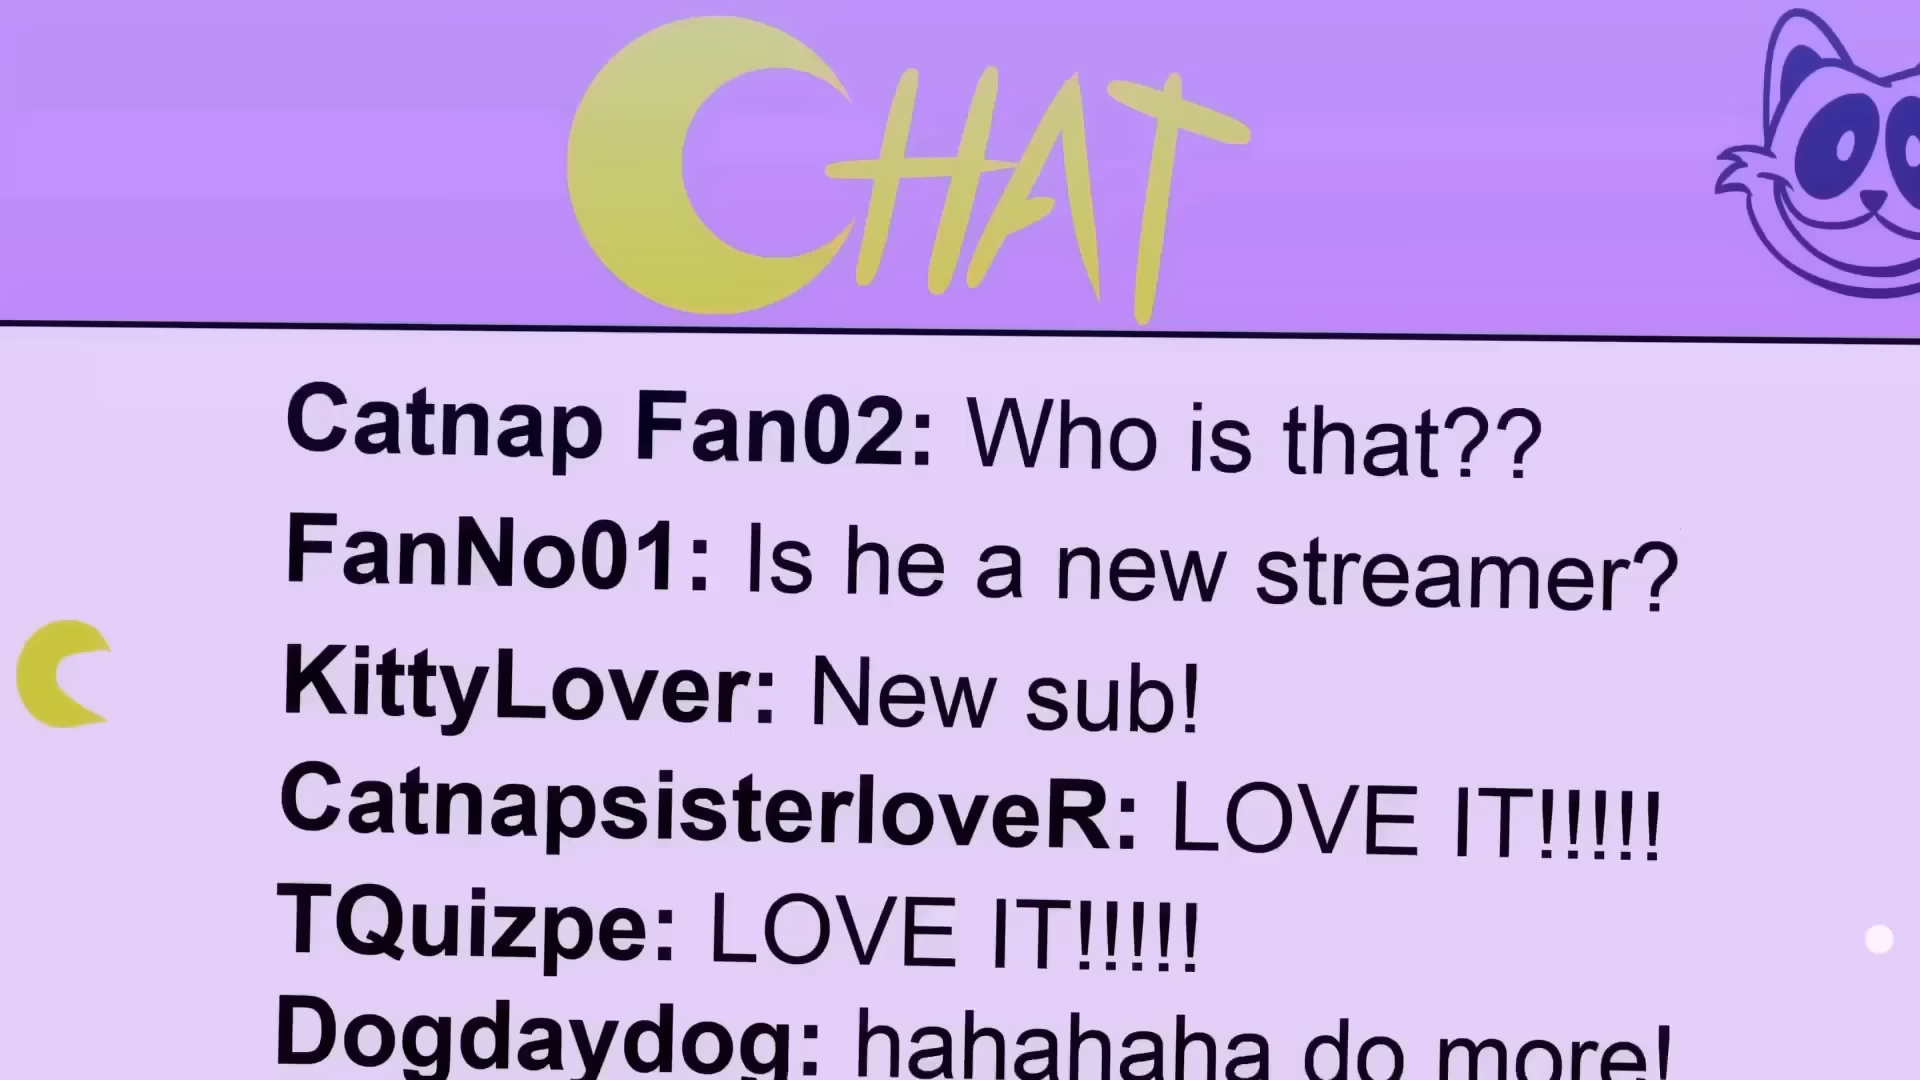 CHAT
Catnap Fan02: Who is that??
FanNo01: Is he a new streamer?
KittyLover: New sub!
CatnapsisterloveR: LOVE IT!!!!!
TQuizpe: LOVE IT!!!!!
Dogdaydog: hahahaha do more!